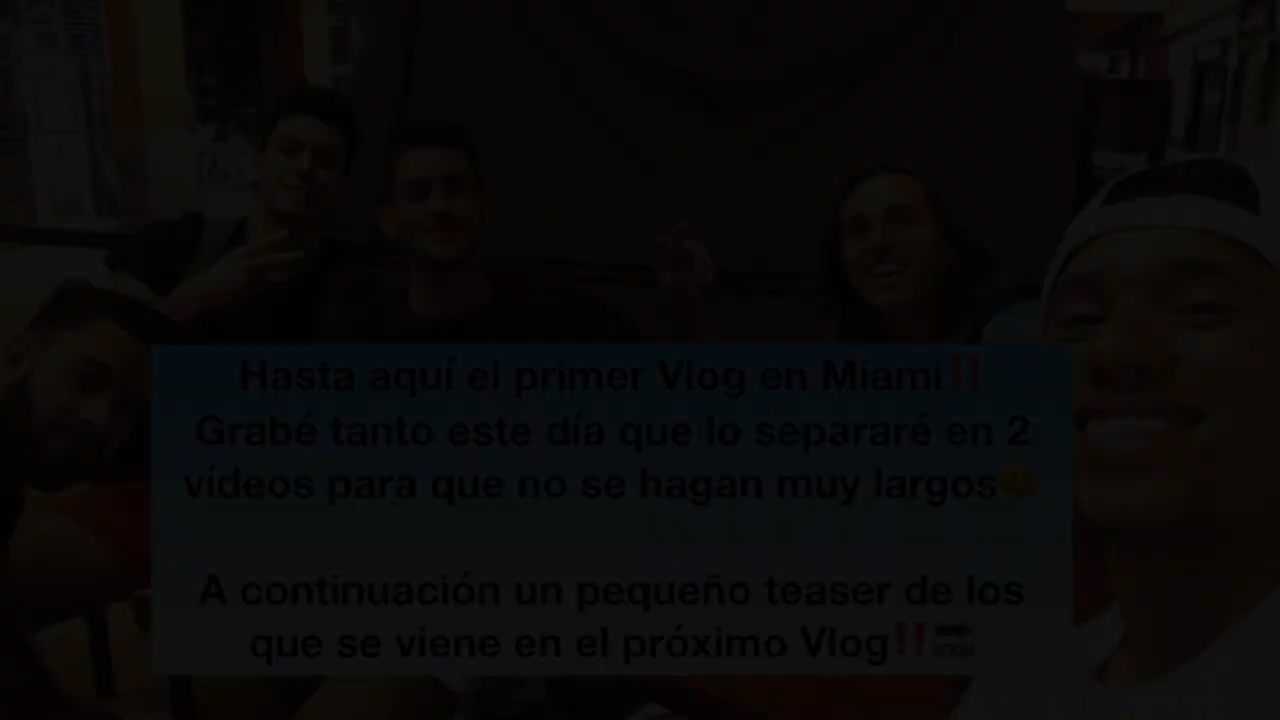 Hasta aquí el primer Vlog en Miami‼️
Grabé tanto este día que lo separaré en 2
vídeos para que no se hagan muy largos😃
A continuación un pequeño teaser de los
que se viene en el próximo Vlog‼️🔜